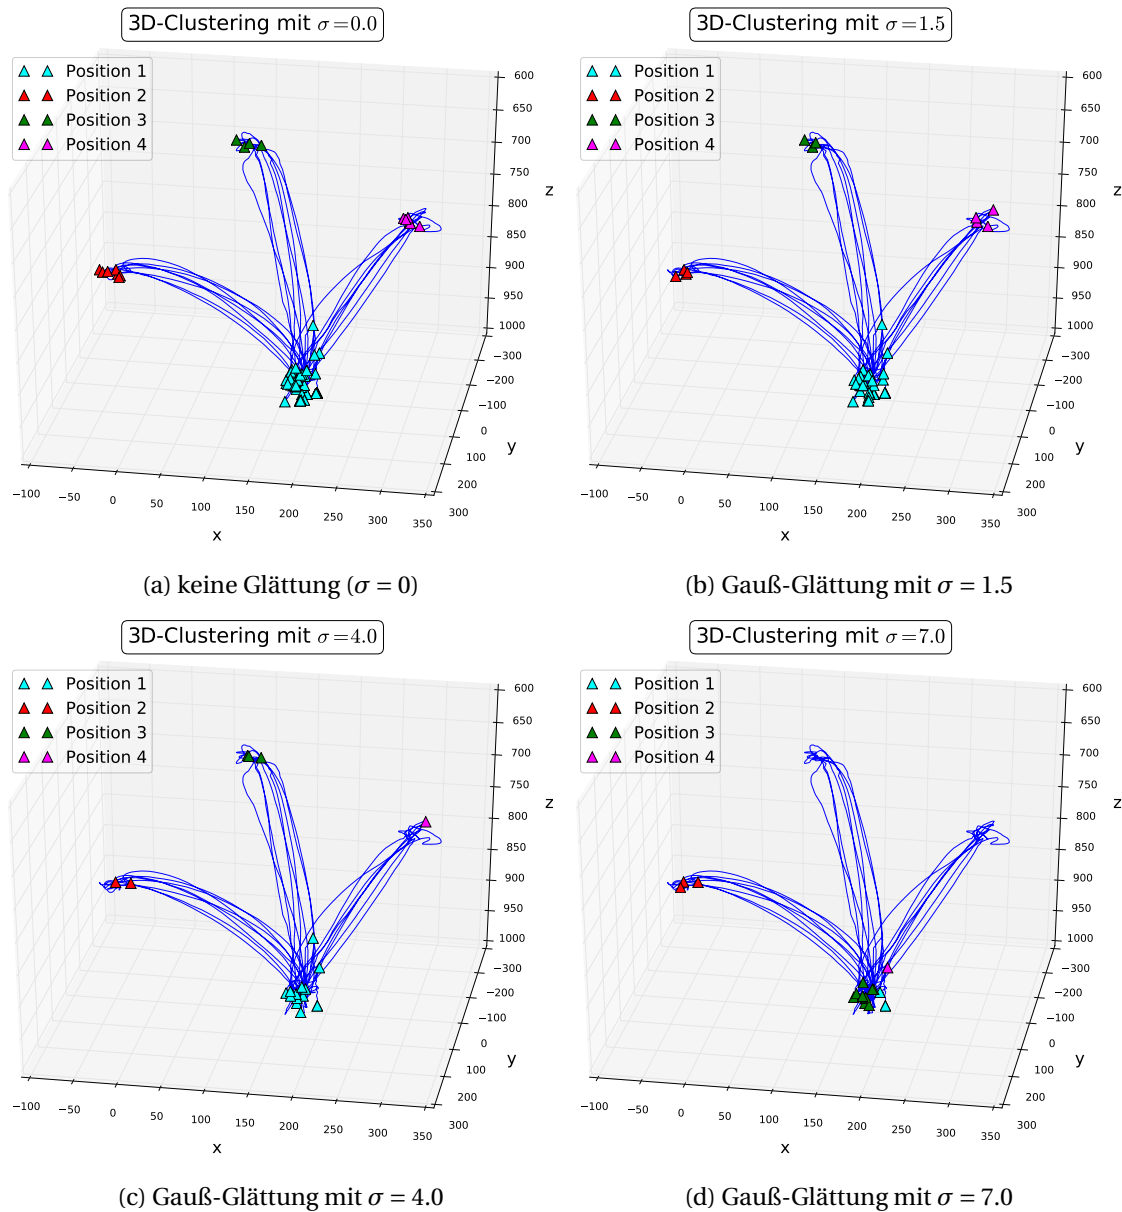 3D-Clustering mit σ=0.0
Position 1
Position 2
Position 3
Position 4
600
650
700
750
800
850
900
950
1000
z
−300
−200
−100
0
100
200
300
y
−100
−50
0
50
100
150
200
250
300
350
x
(a) keine Glättung (σ = 0)
3D-Clustering mit σ=1.5
Position 1
Position 2
Position 3
Position 4
600
650
700
750
800
850
900
950
1000
z
−300
−200
−100
0
100
200
300
y
−100
−50
0
50
100
150
200
250
300
350
x
(b) Gauß-Glättung mit σ = 1.5
3D-Clustering mit σ=4.0
Position 1
Position 2
Position 3
Position 4
600
650
700
750
800
850
900
950
1000
z
−300
−200
−100
0
100
200
300
y
−100
−50
0
50
100
150
200
250
300
350
x
(c) Gauß-Glättung mit σ = 4.0
3D-Clustering mit σ=7.0
Position 1
Position 2
Position 3
Position 4
600
650
700
750
800
850
900
950
1000
z
−300
−200
−100
0
100
200
300
y
−100
−50
0
50
100
150
200
250
300
350
x
(d) Gauß-Glättung mit σ = 7.0